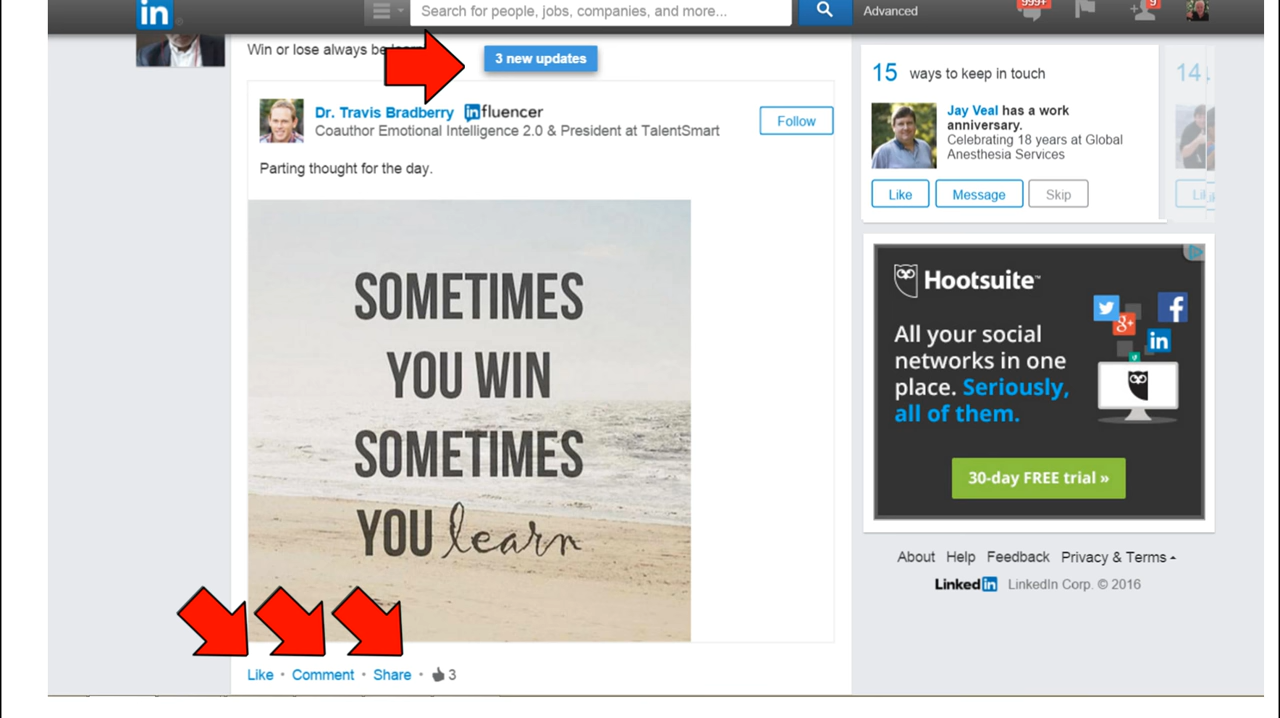 in
Search for people, jobs, companies, and more...
Advanced
999+
9
Win or lose always be
3 new updates
Dr. Travis Bradberry influencer
Coauthor Emotional Intelligence 2.0 & President at TalentSmart
Follow
Parting thought for the day.
SOMETIMES
YOU WIN
SOMETIMES
YOU learn
Like • Comment • Share • 3
15 ways to keep in touch
14
Jay Veal has a work
anniversary.
Celebrating 18 years at Global
Anesthesia Services
Like Message Skip
Hootsuite™
All your social
networks in one
place. Seriously,
all of them.
g+
f
in
30-day FREE trial »
About Help Feedback Privacy & Terms
Linked in LinkedIn Corp. © 2016